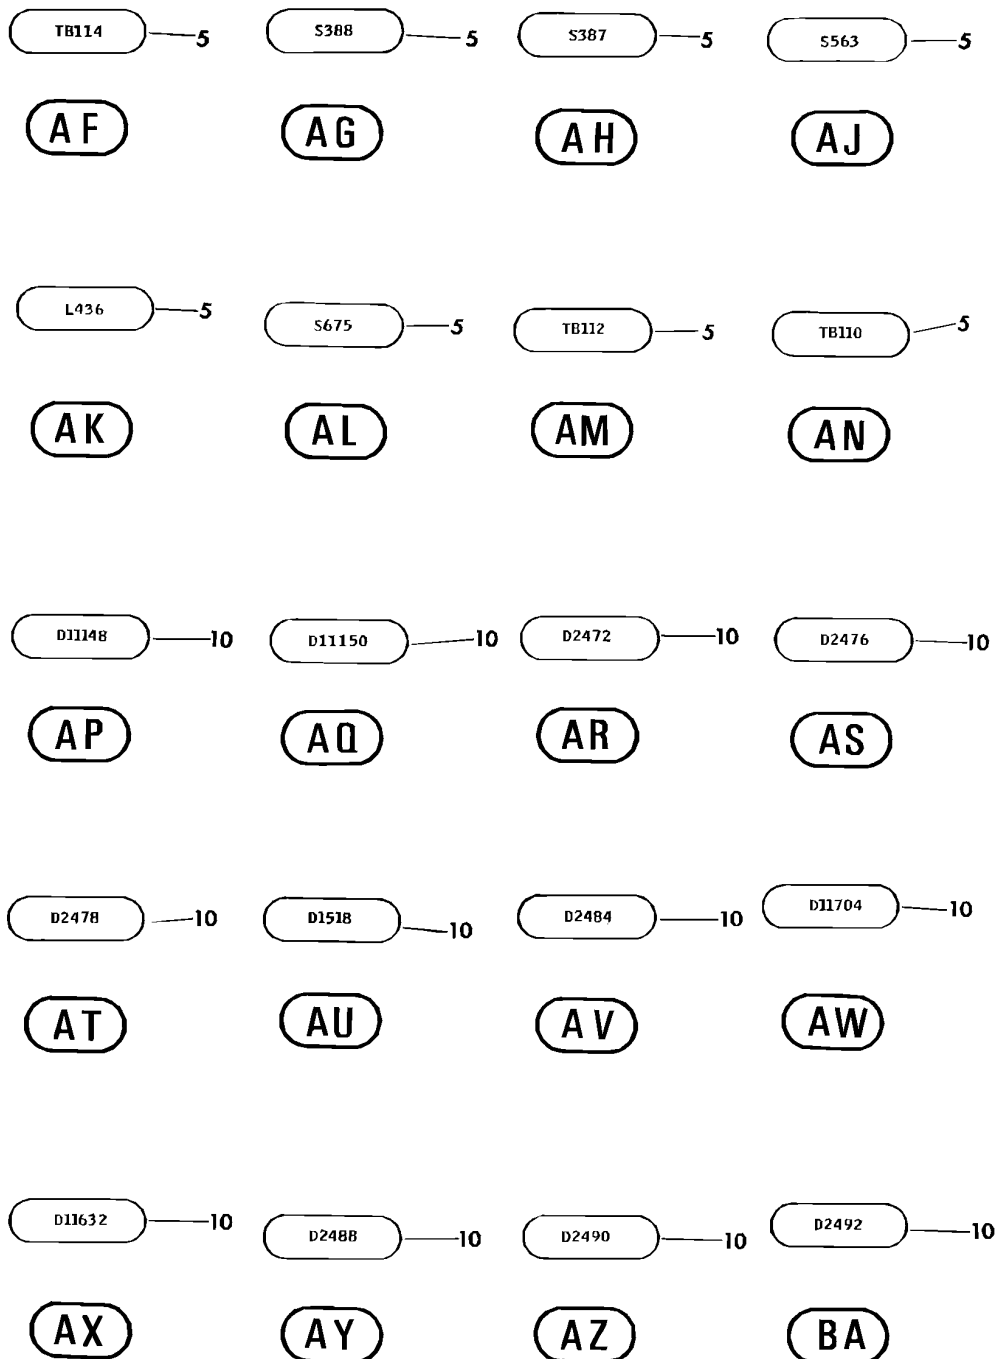 TB114 5 S388 5 S387 5 S563 5
AF AG AH AJ
L436 5 S675 5 TB112 5 TB110 5
AK AL AM AN
D11148 10 D11150 10 D2472 10 D2476 10
AP AQ AR AS
D2478 10 D1518 10 D2484 10 D11704 10
AT AU AV AW
D11632 10 D2488 10 D2490 10 D2492 10
AX AY AZ BA